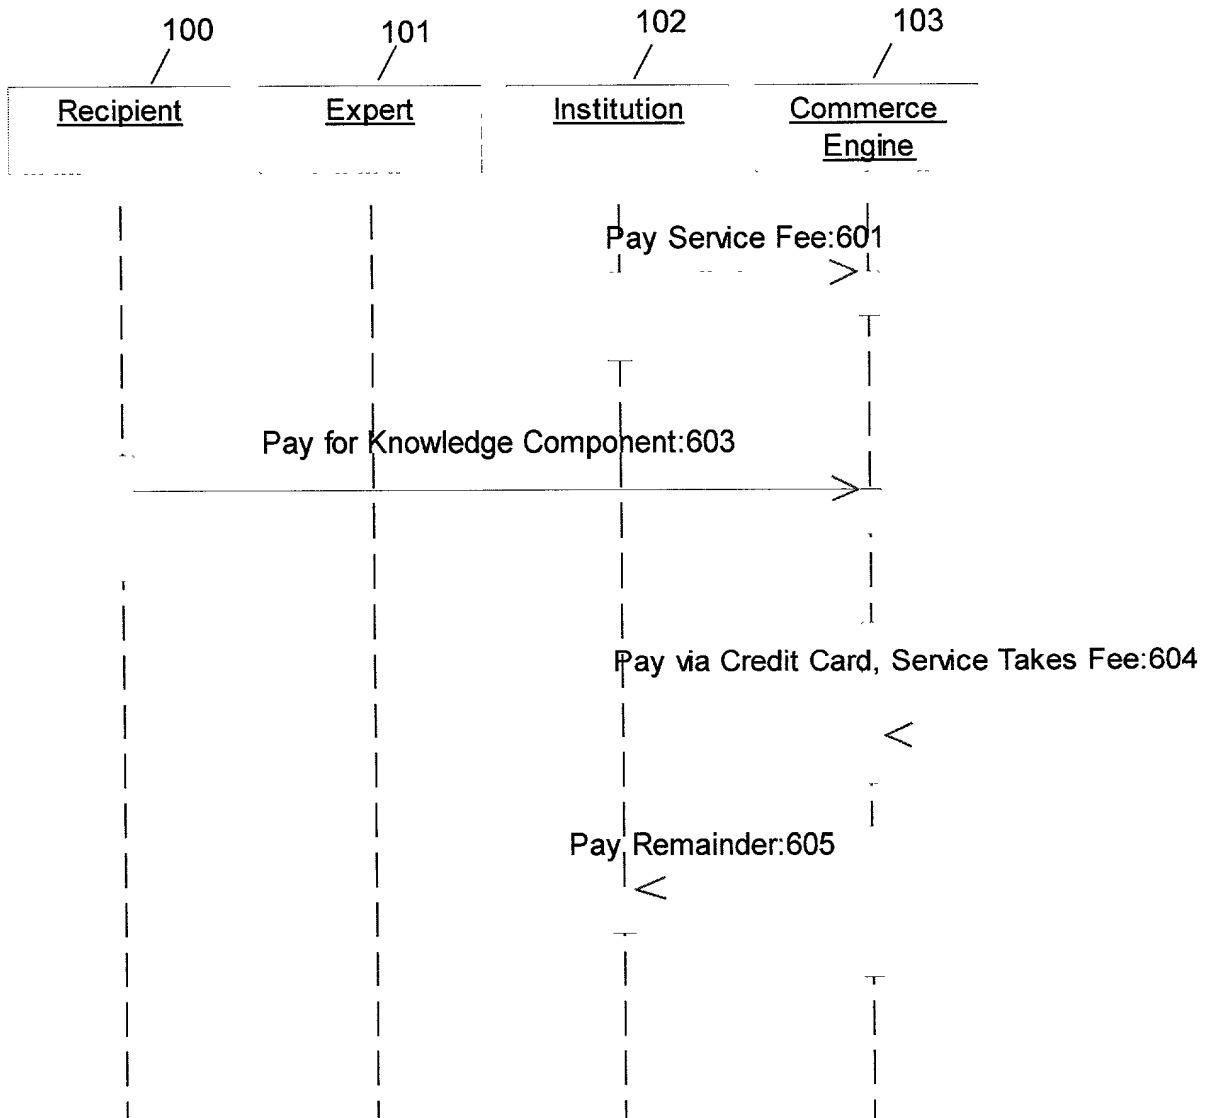 100
101
102
103
Recipient
Expert
Institution
Commerce
Engine
Pay Service Fee:601
Pay for Knowledge Component:603
Pay via Credit Card, Service Takes Fee:604
Pay Remainder:605